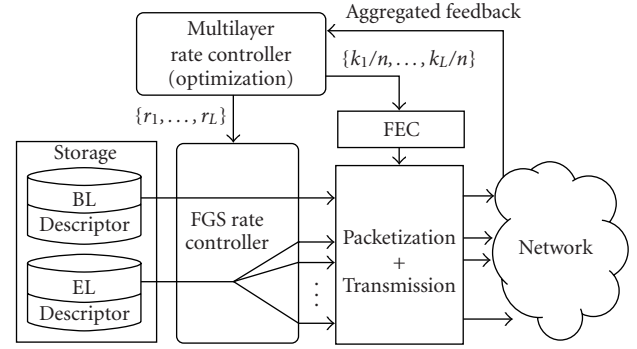 Aggregated feedback
Multilayer
rate controller
(optimization)
{k1/n,...,kL/n}
{r1,...,rL}
FEC
Storage
BL
Descriptor
EL
Descriptor
FGS rate
controller
Packetization
+
Transmission
Network